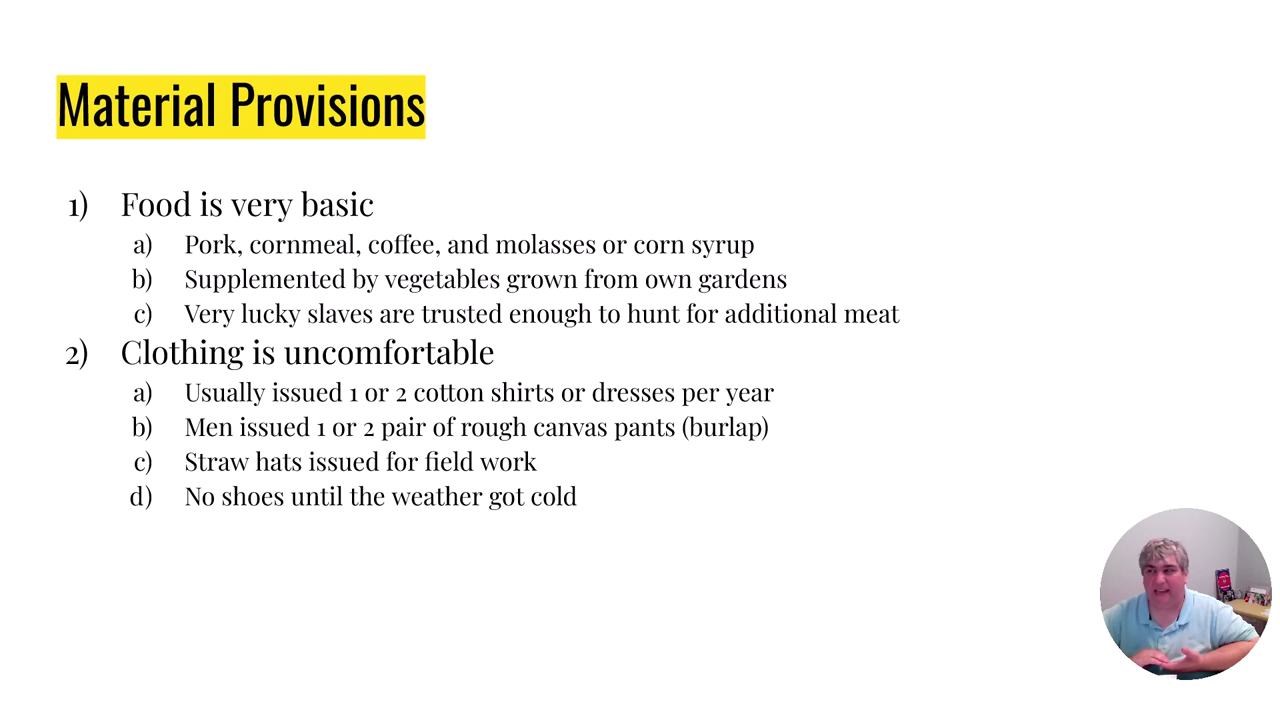 Material Provisions
1) Food is very basic
a) Pork, cornmeal, coffee, and molasses or corn syrup
b) Supplemented by vegetables grown from own gardens
c) Very lucky slaves are trusted enough to hunt for additional meat
2) Clothing is uncomfortable
a) Usually issued 1 or 2 cotton shirts or dresses per year
b) Men issued 1 or 2 pair of rough canvas pants (burlap)
c) Straw hats issued for field work
d) No shoes until the weather got cold